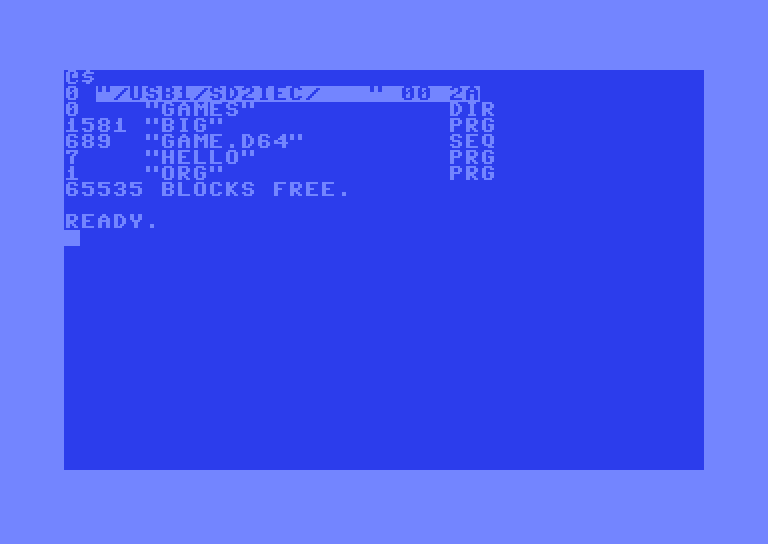 @$
0 "/USB1/SD2IEC/   " 00 2A
0    "GAMES"            DIR
1581 "BIG"              PRG
689  "GAME.D64"         SEQ
7    "HELLO"            PRG
1    "ORG"              PRG
65535 BLOCKS FREE.
READY.